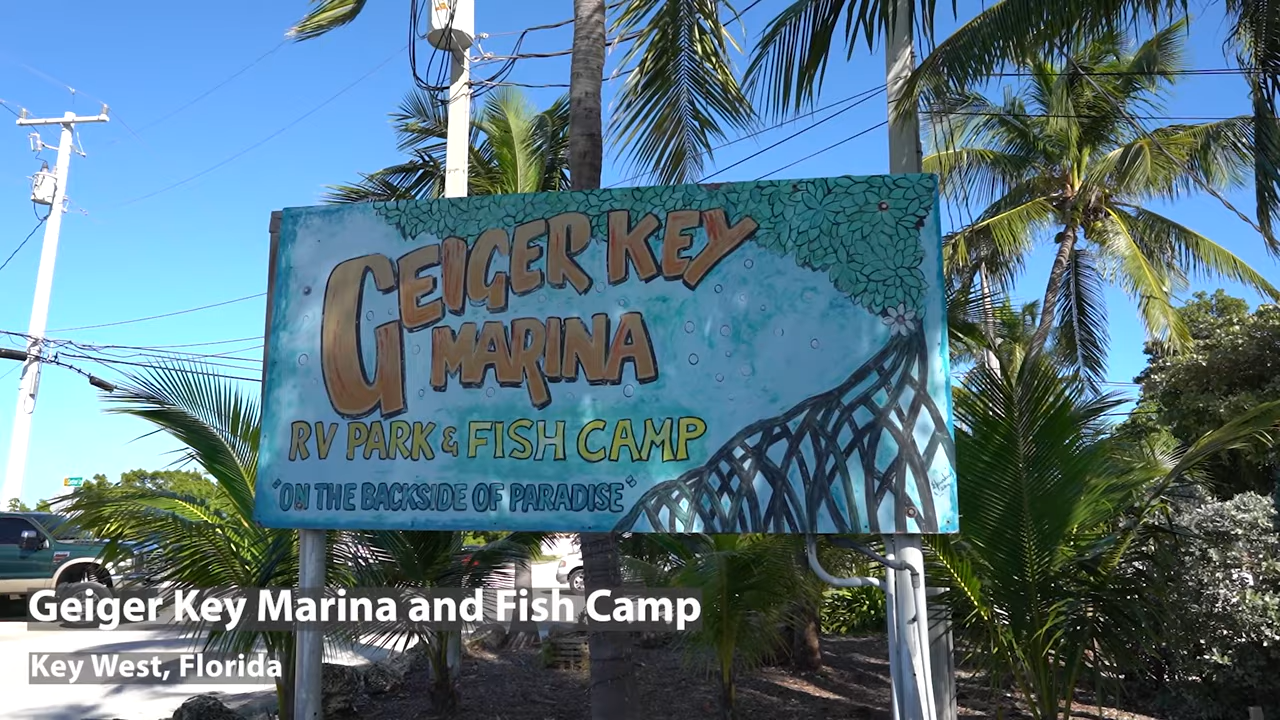 GEIGER KEY
MARINA
RV PARK & FISH CAMP
"ON THE BACKSIDE OF PARADISE"
Geiger Key Marina and Fish Camp
Key West, Florida